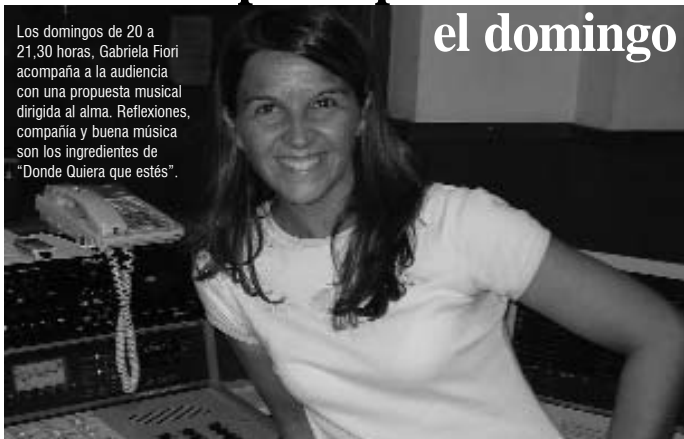 el domingo
Los domingos de 20 a
21,30 horas, Gabriela Fiori
acompaña a la audiencia
con una propuesta musical
dirigida al alma. Reflexiones,
compañía y buena música
son los ingredientes de
“Donde Quiera que estés”.